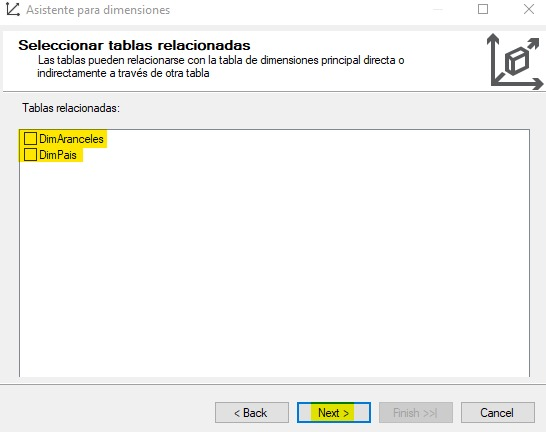 Asistente para dimensiones
Seleccionar tablas relacionadas
Las tablas pueden relacionarse con la tabla de dimensiones principal directa o
indirectamente a través de otra tabla
Tablas relacionadas:
DimAranceles
DimPais
< Back
Next >
Finish >>|
Cancel